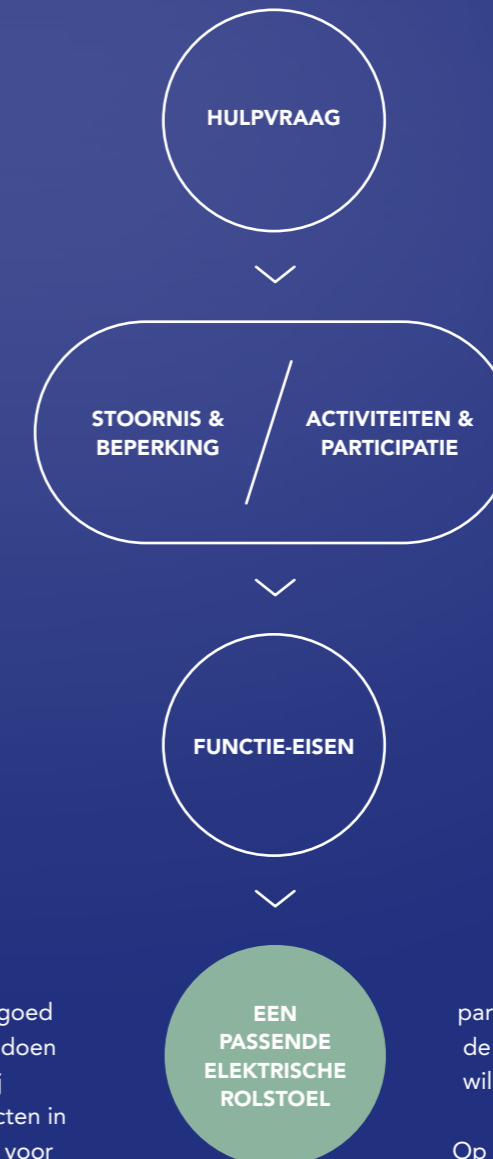 HULPVRAAG
STOORNIS &
BEPERKING
ACTIVITEITEN &
PARTICIPATIE
FUNCTIE-EISEN
EEN
PASSENDE
ELEKTRISCHE
ROLSTOEL
goed
doen
cten in
voor
par
de
wil
Op